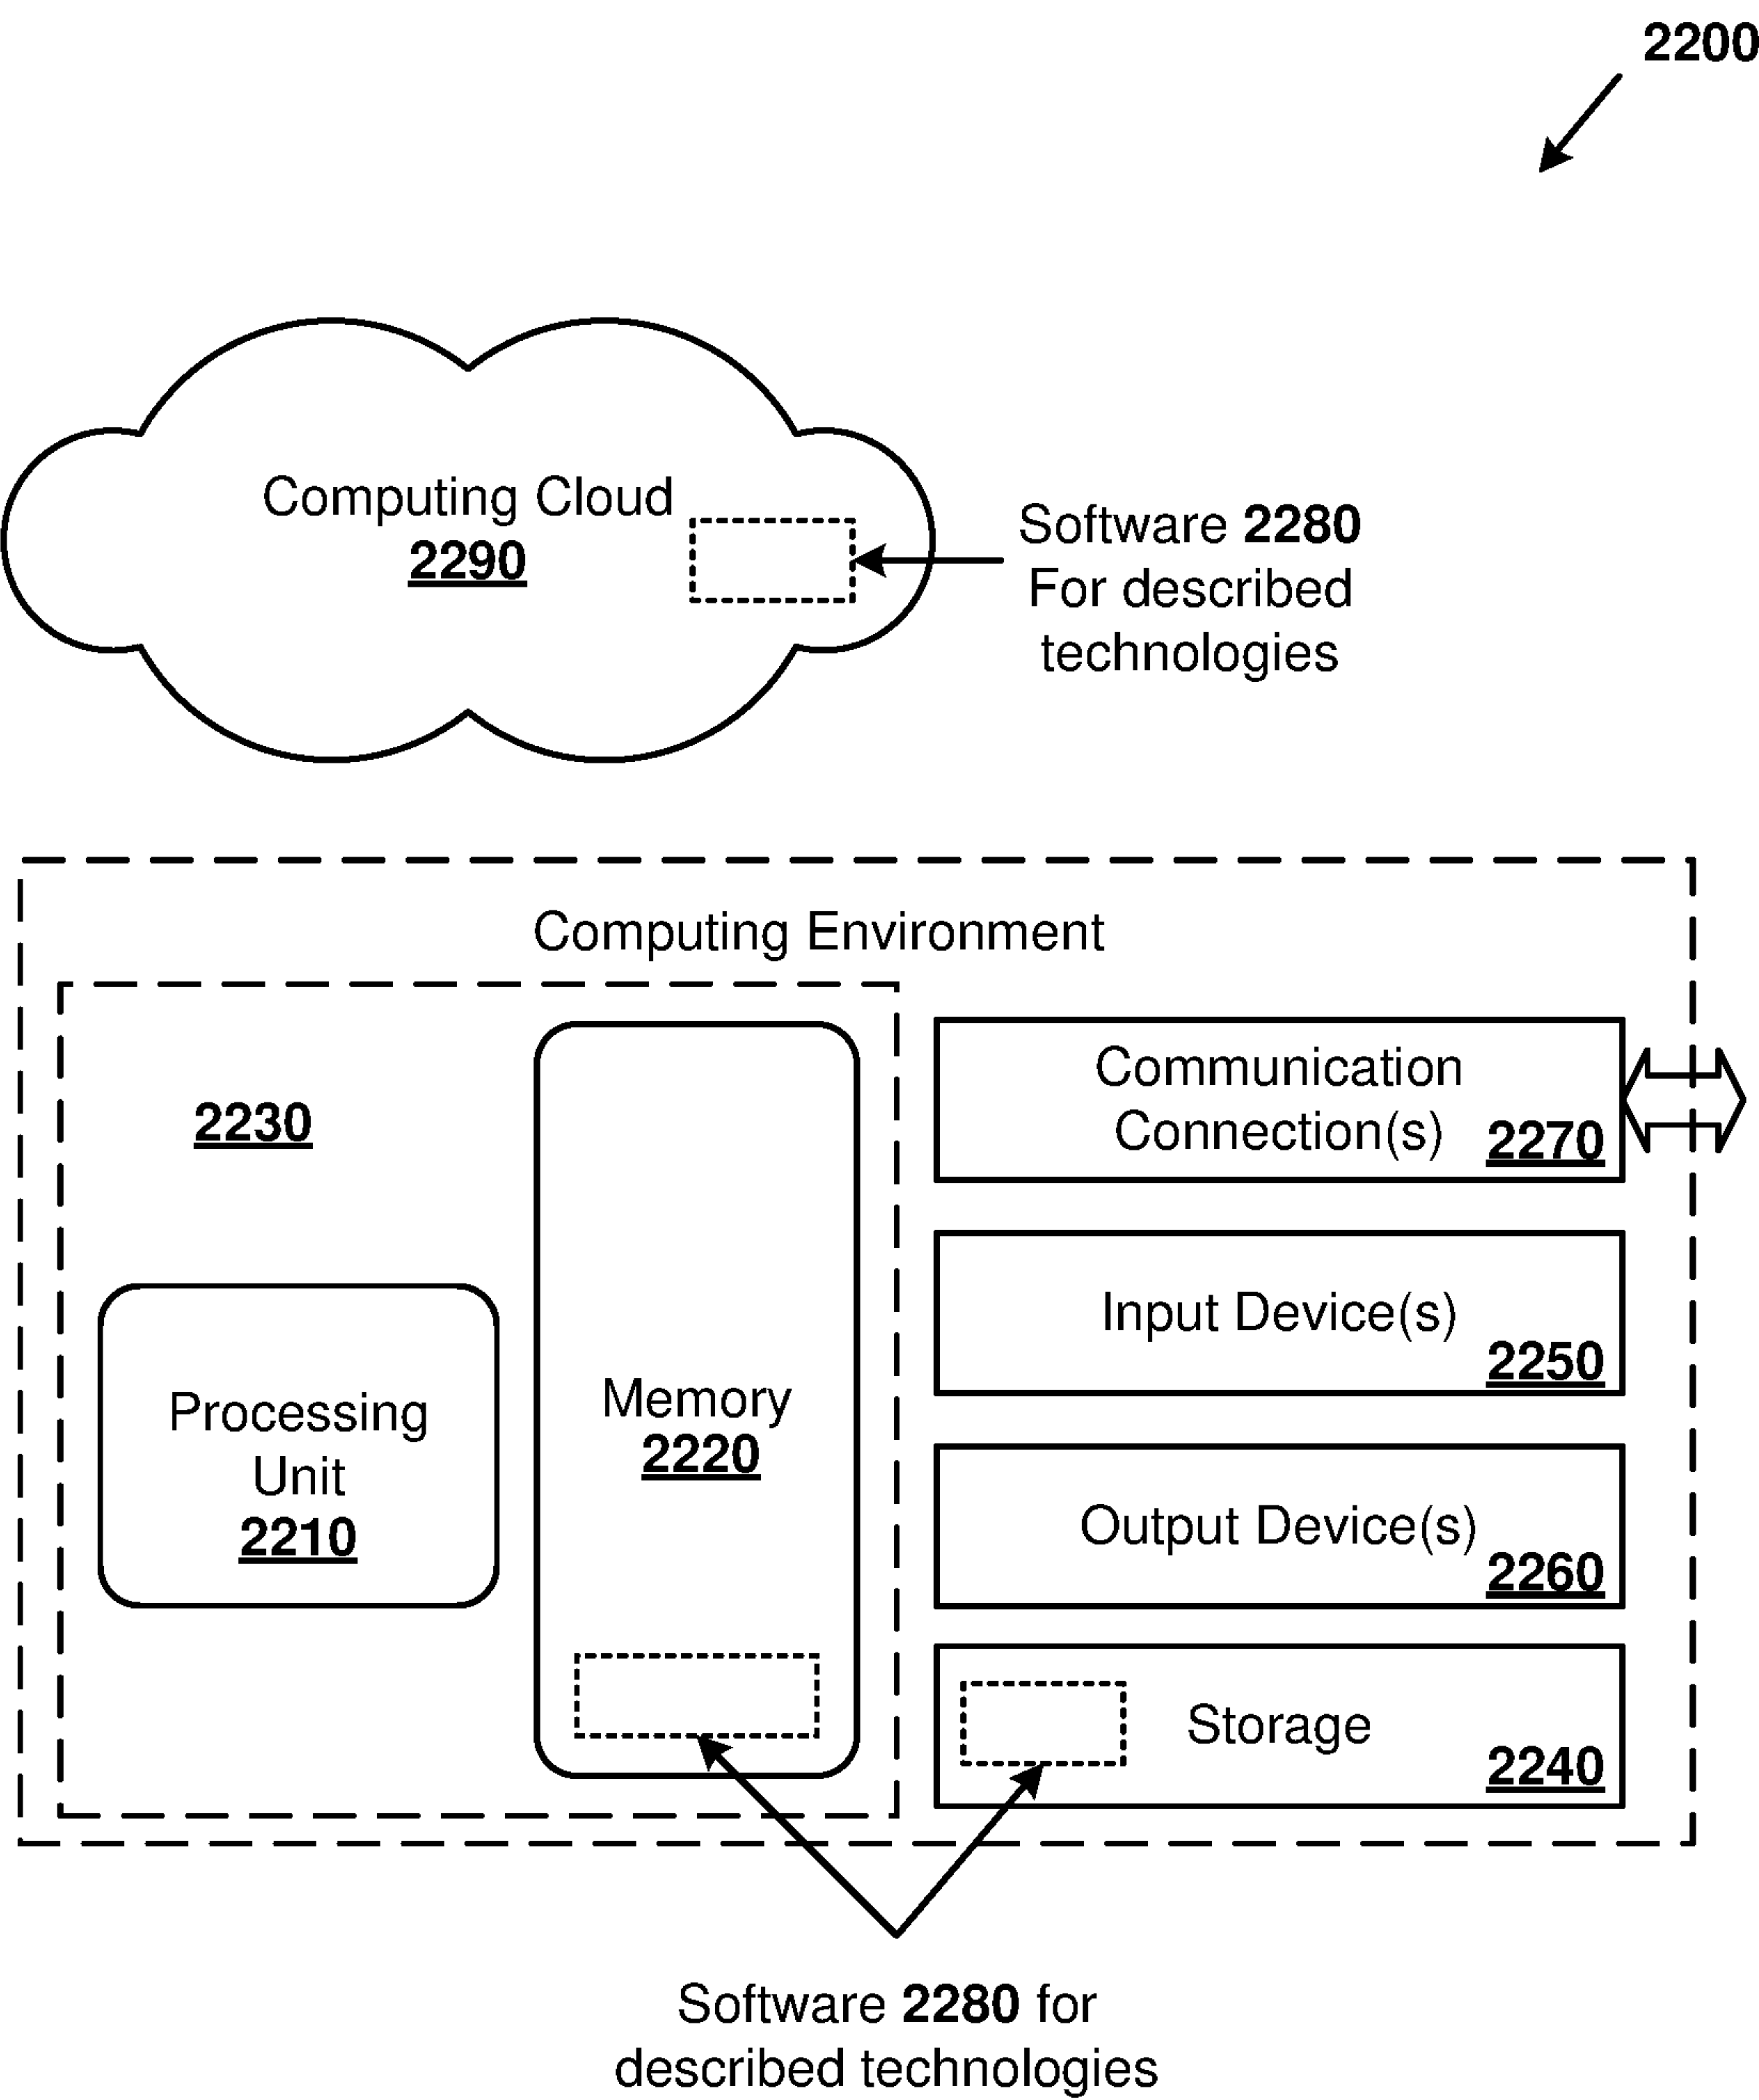 2200
Computing Cloud
2290
Software 2280
For described
technologies
Computing Environment
2230
Processing
Unit
2210
Memory
2220
Communication
Connection(s)
2270
Input Device(s)
2250
Output Device(s)
2260
Storage
2240
Software 2280 for
described technologies